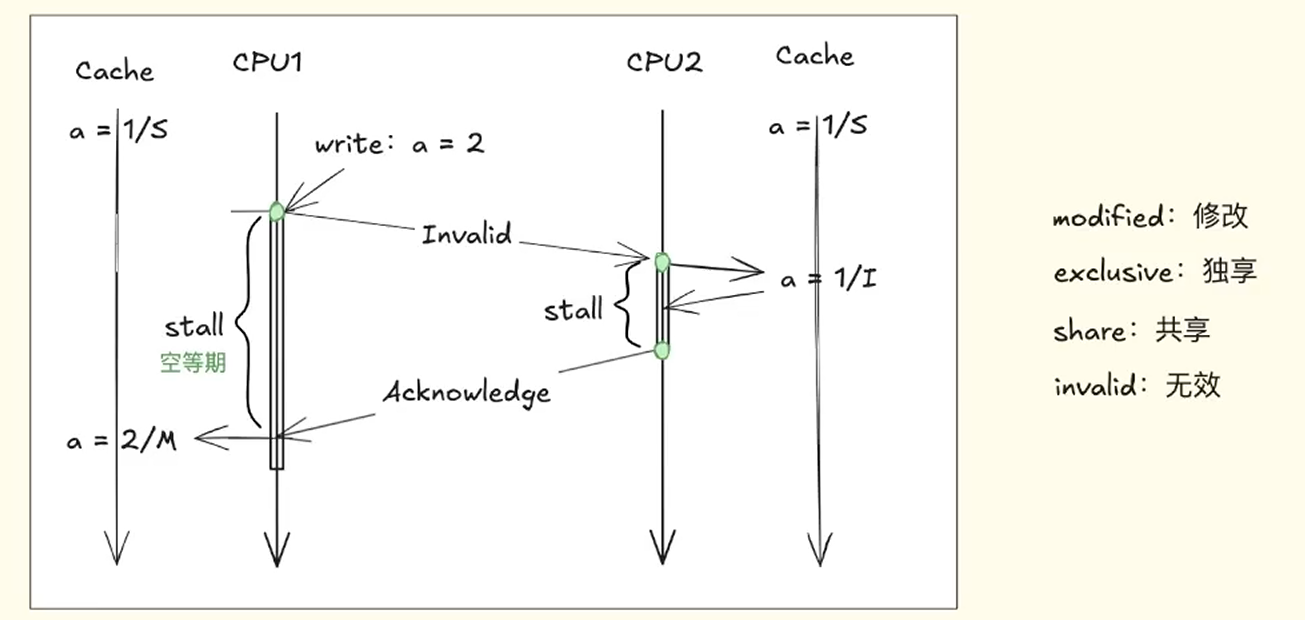 Cache
CPU1
CPU2
Cache
a = 1/S
write: a = 2
a = 1/S
Invalid
a = 1/I
stall
stall
空等期
Acknowledge
a = 2/M
modified: 修改
exclusive: 独享
share: 共享
invalid: 无效